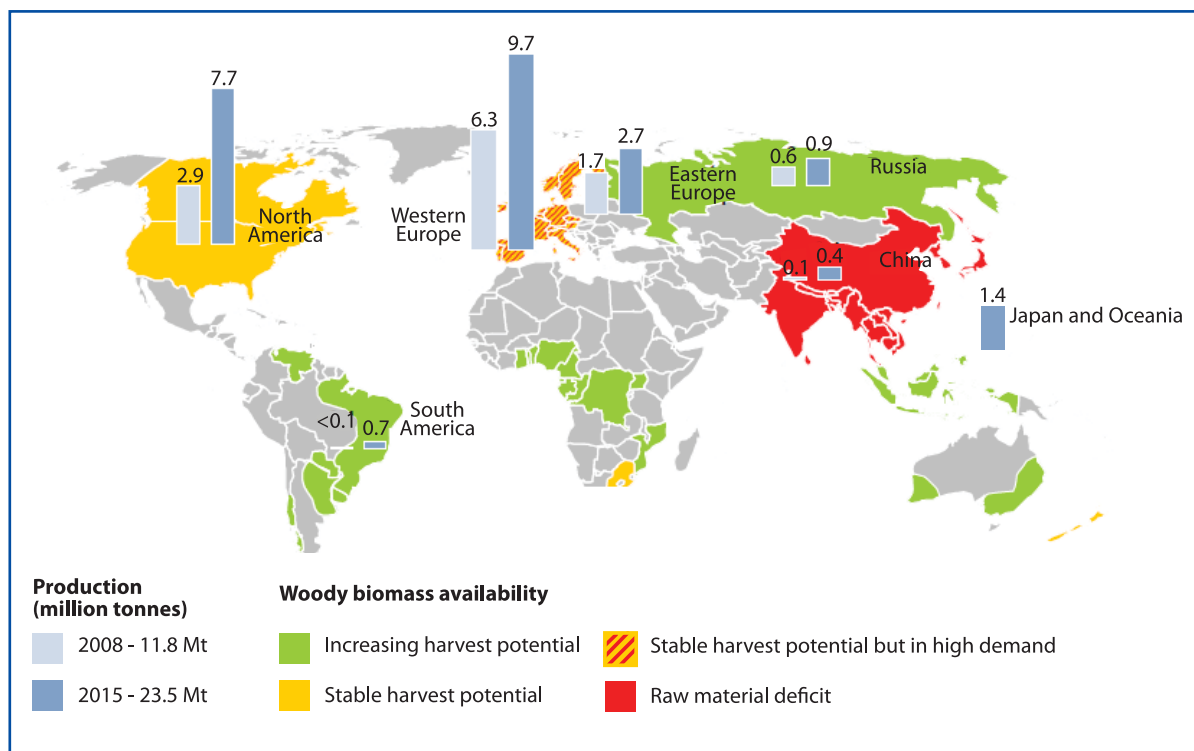 9.7
7.7
6.3
2.9
1.7
2.7
0.6
0.9
Russia
Eastern
Europe
North
America
Western
Europe
China
0.1
0.4
1.4
Japan and Oceania
<0.1
0.7
South
America
Production
(million tonnes)
2008 - 11.8 Mt
2015 - 23.5 Mt
Woody biomass availability
Increasing harvest potential
Stable harvest potential
Stable harvest potential but in high demand
Raw material deficit